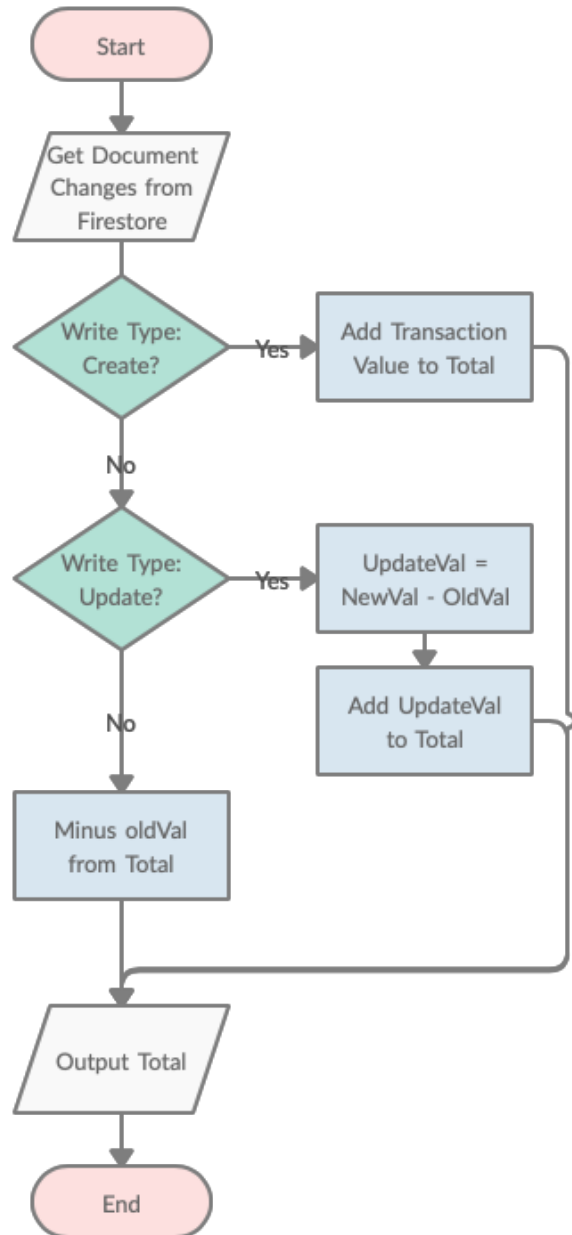 Start
Get Document
Changes from
Firestore
Write Type:
Create?
Yes
Add Transaction
Value to Total
No
Write Type:
Update?
Yes
UpdateVal =
NewVal - OldVal
Add UpdateVal
to Total
No
Minus oldVal
from Total
Output Total
End